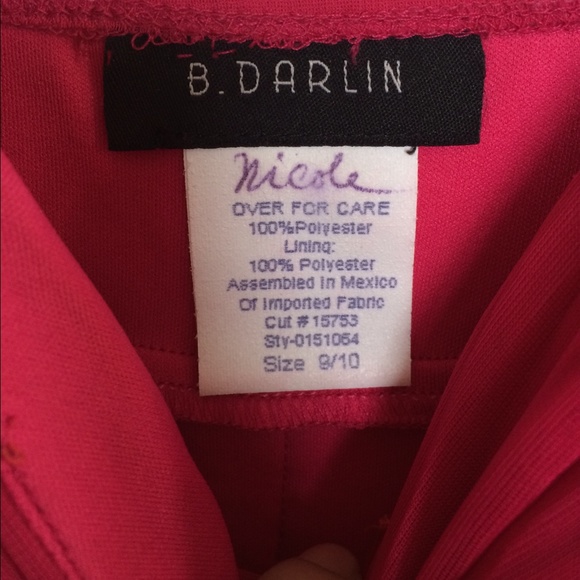 B. DARLIN
Nicole
OVER FOR CARE
100%Polyester
Lining:
100% Polyester
Assembled in Mexico
Of Imported Fabric
Cut # 15753
Sty-0151064
Size 9/10